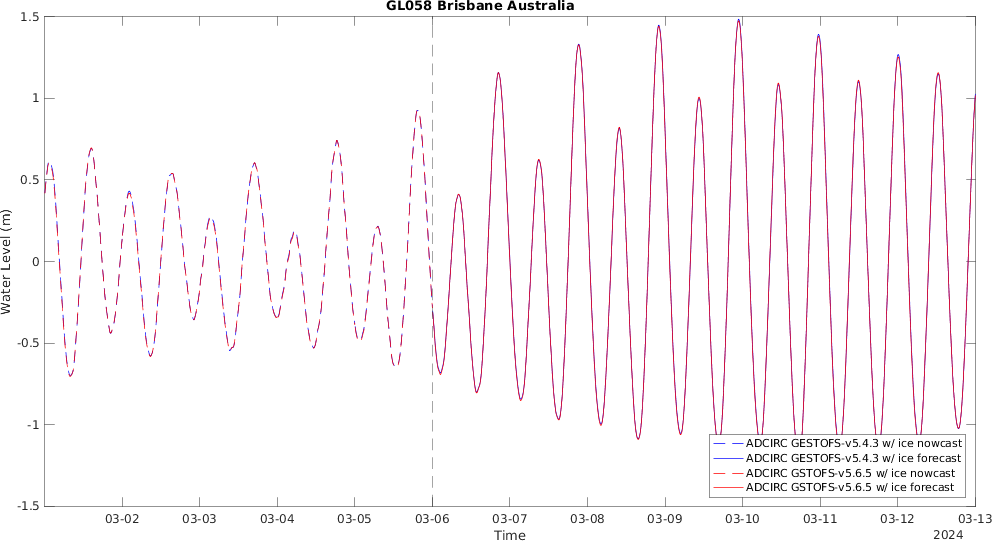 GL058 Brisbane Australia
1.5
1
0.5
0
-0.5
-1
-1.5
Water Level (m)
ADCIRC GESTOFS-v5.4.3 w/ ice nowcast
ADCIRC GESTOFS-v5.4.3 w/ ice forecast
ADCIRC GSTOFS-v5.6.5 w/ ice nowcast
ADCIRC GSTOFS-v5.6.5 w/ ice forecast
03-02 03-03 03-04 03-05 03-06 03-07 03-08 03-09 03-10 03-11 03-12 03-13
Time
2024